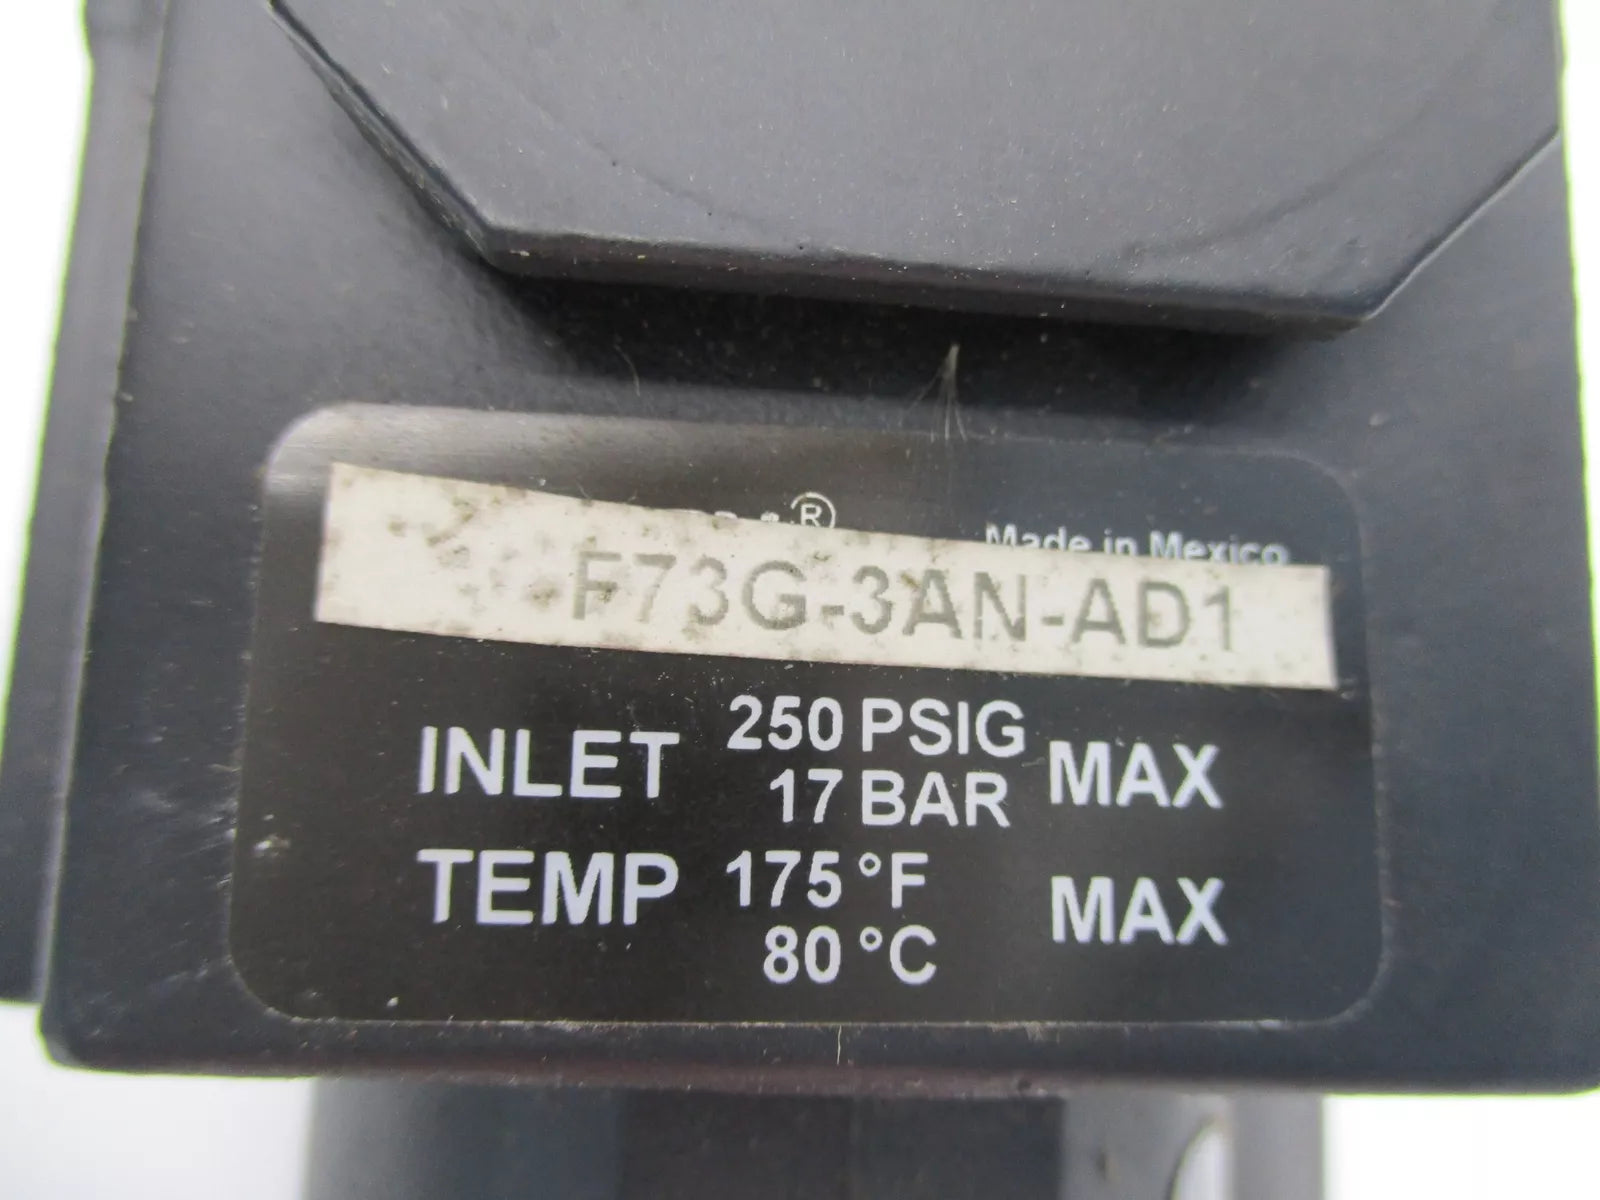 ®
Made in Mexico
F73G-3AN-AD1
INLET 250 PSIG MAX
17 BAR
TEMP 175 °F MAX
80 °C